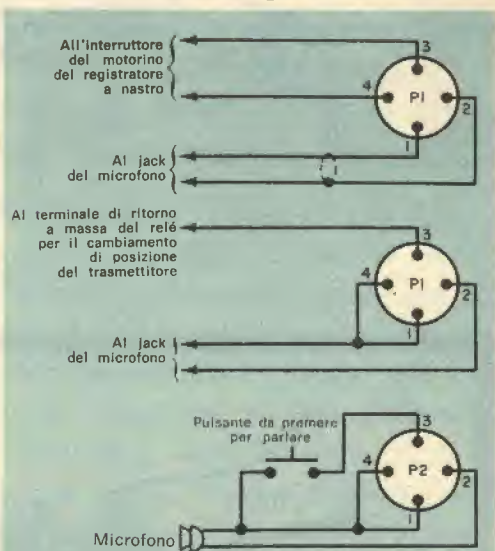 All'interruttore
del motorino
del registratore
a nastro
3
4
P1
2
1
Al jack
del microfono
Al terminale di ritorno
a massa del relé
per il cambiamento
di posizione
del trasmettitore
3
4
P1
2
1
Al jack
del microfono
Pulsante da premere
per parlare
3
4
P2
2
1
Microfono